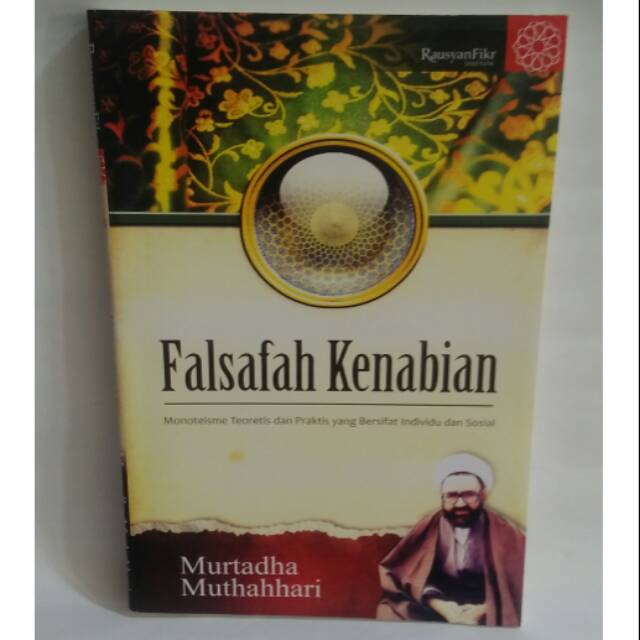 RausyanFikr
Falsafah Kenabian
Monoteisme Teoretis dan Praktis yang Bersifat Individu dan Sosial
Murtadha
Muthahhari